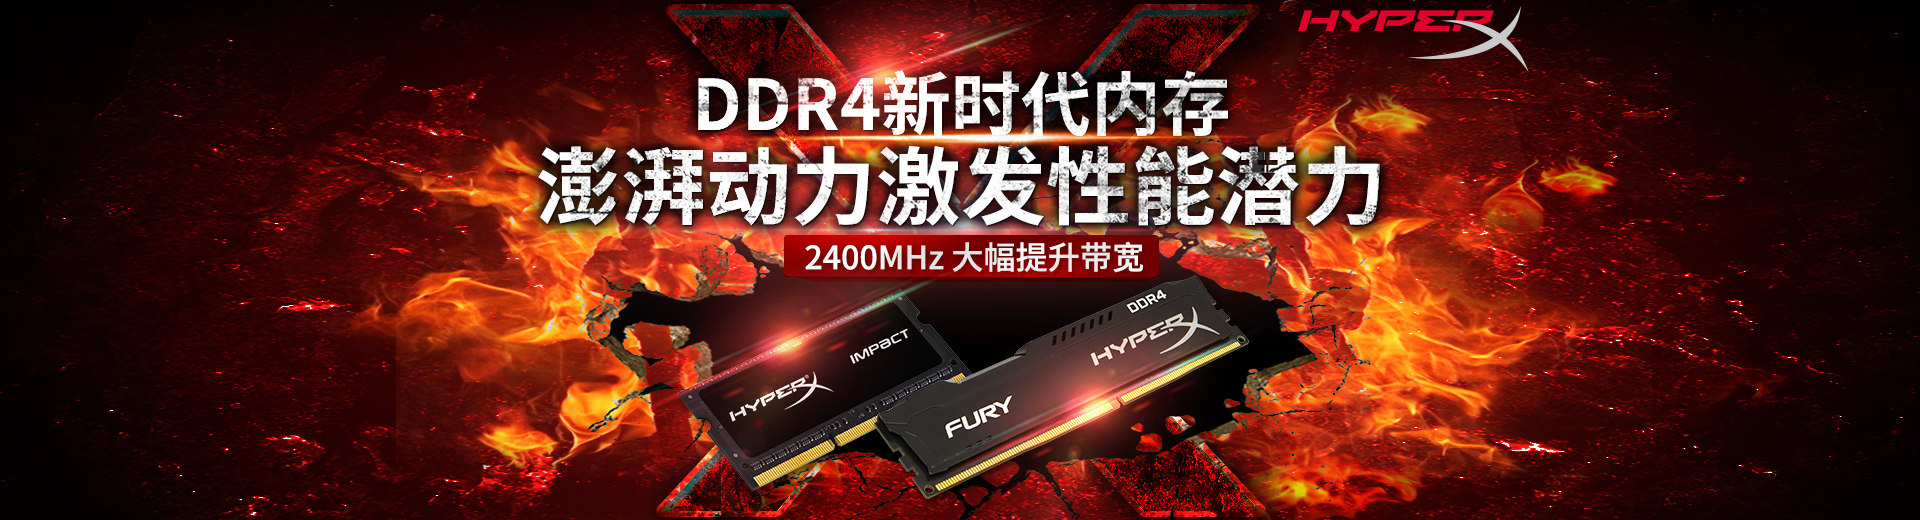 HYPERX
DDR4新时代内存
澎湃动力激发性能潜力
2400MHz 大幅提升带宽
HYPERX
IMPACT
FURY
HYPERX
DDR4